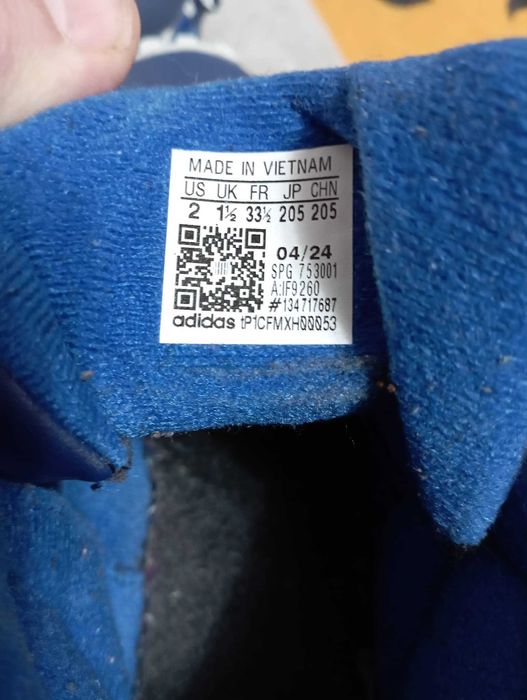 MADE IN VIETNAM
US UK FR JP CHN
2 1½ 33½ 205 205
04/24
SPG 753001
A:IF9260
#134717687
adidas tP1CFMXH00053